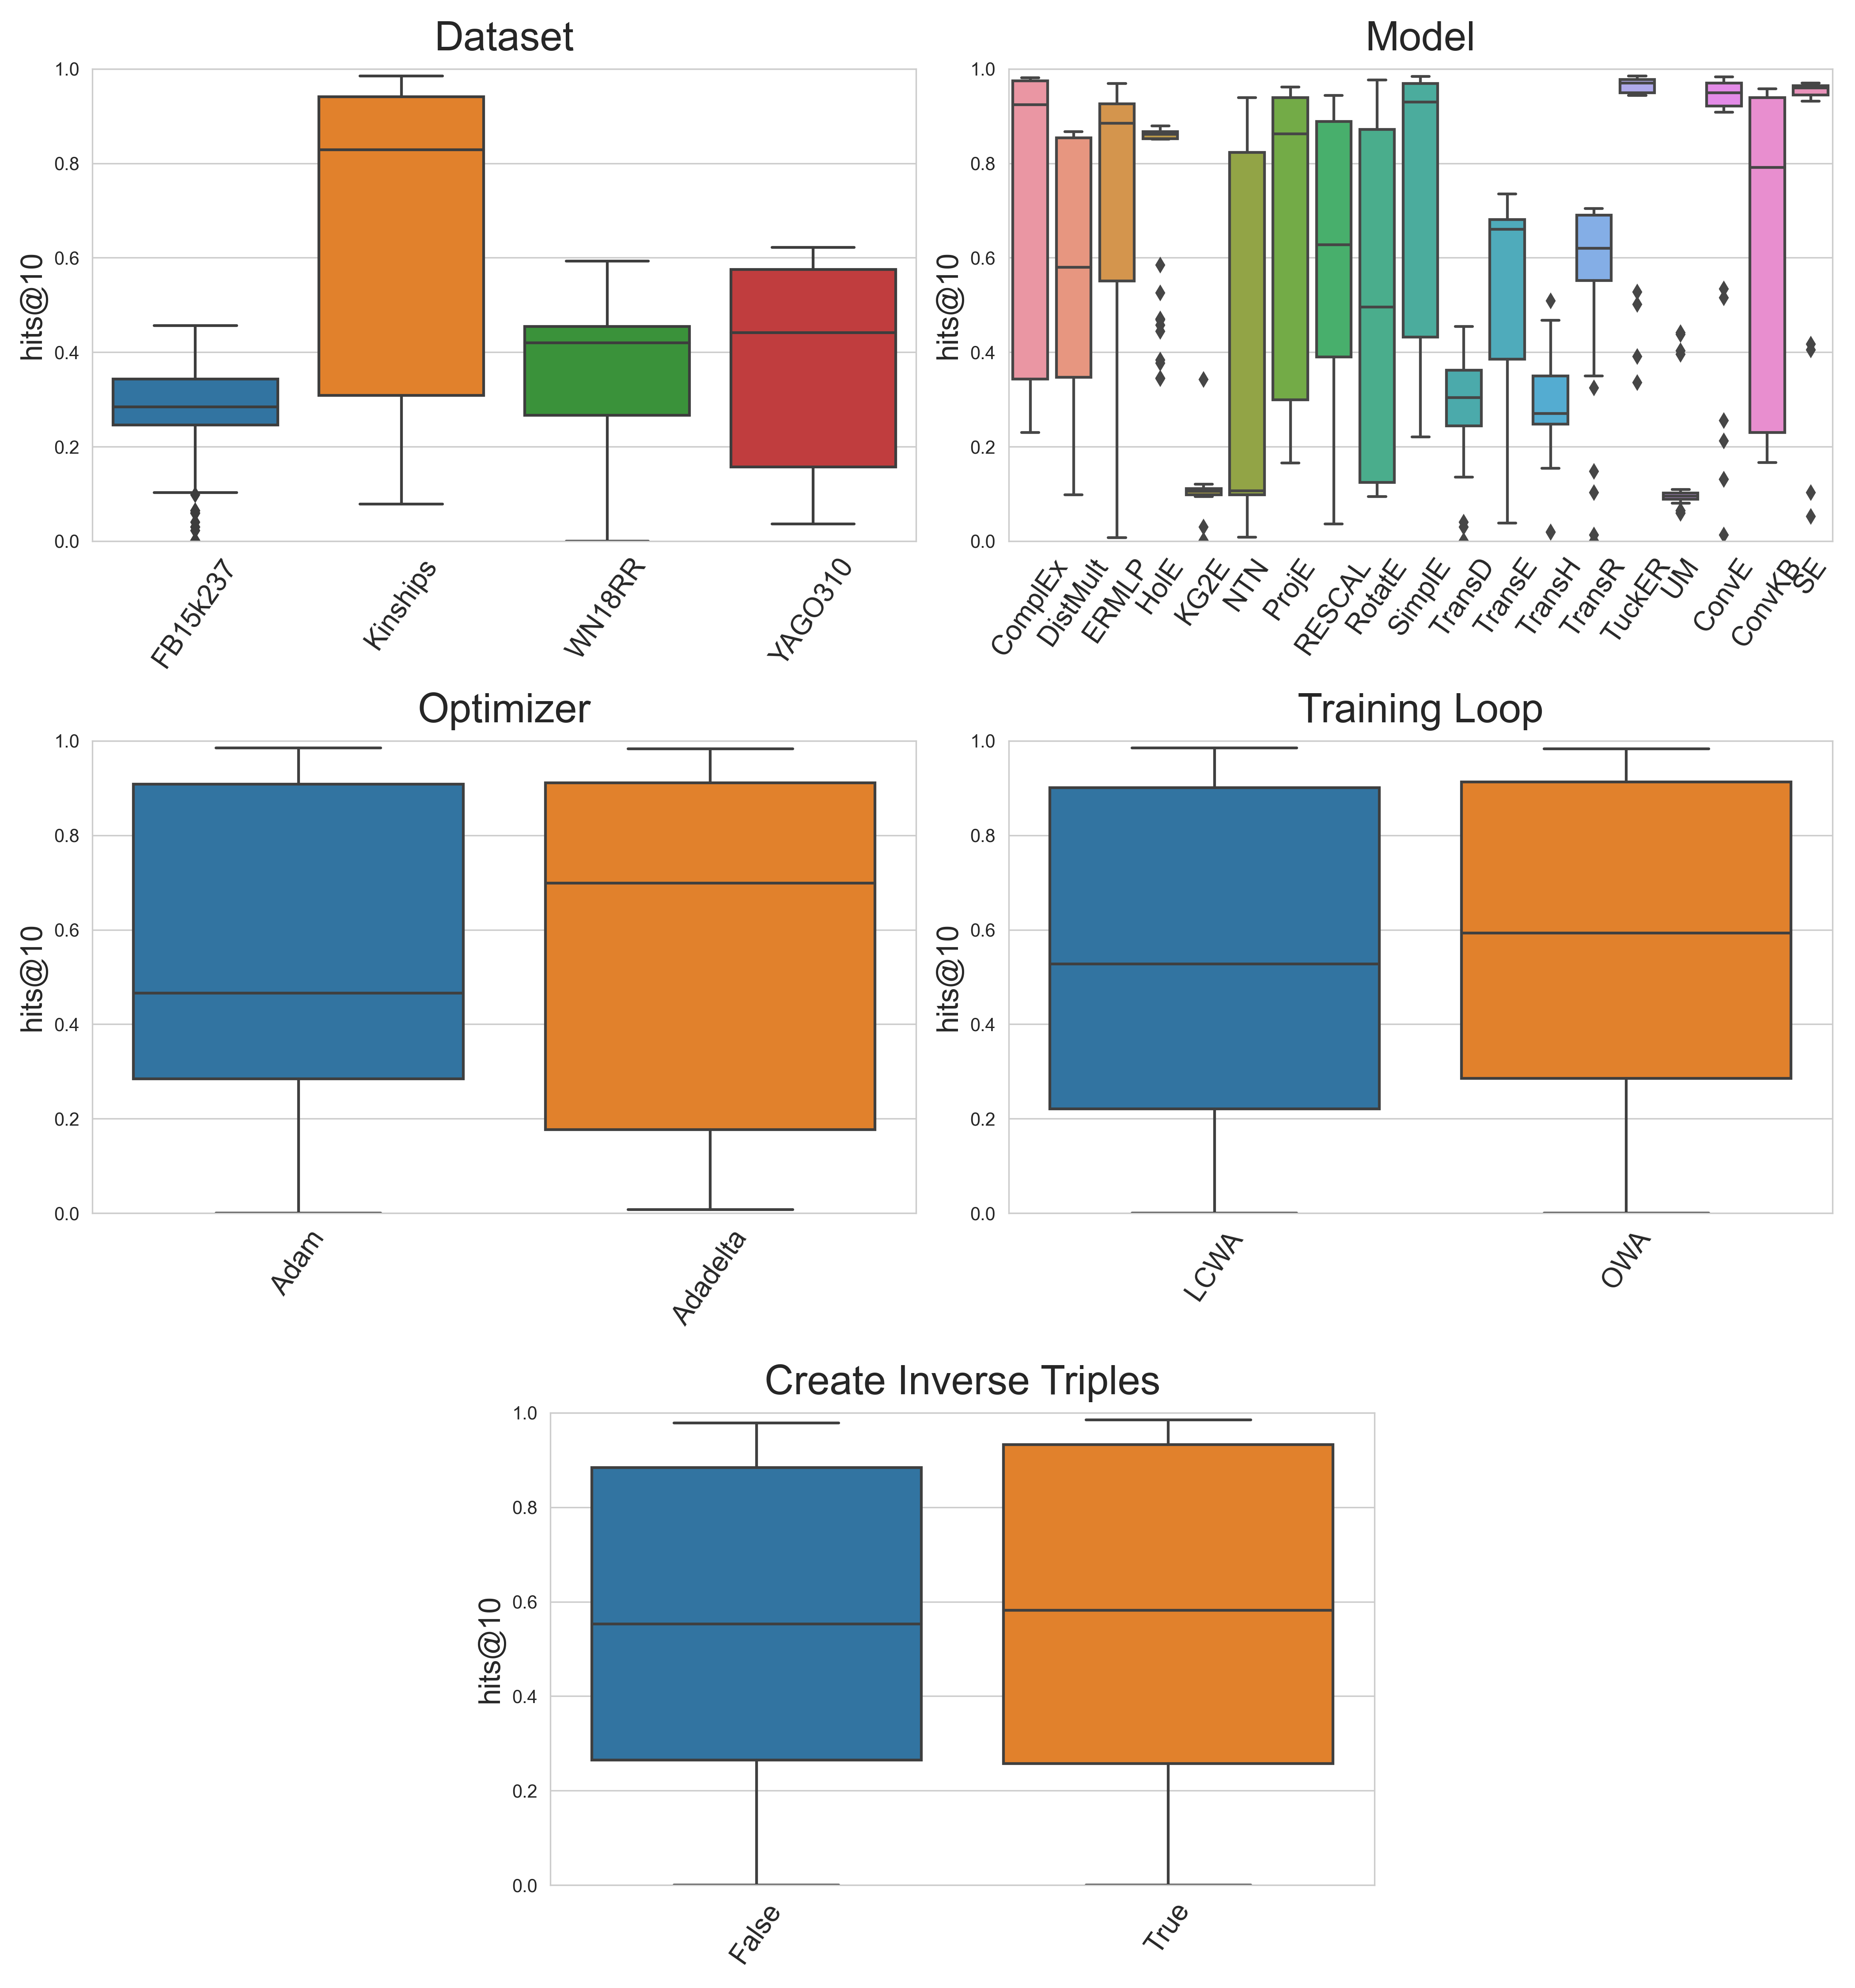 Dataset
hits@10
1.0
0.8
0.6
0.4
0.2
0.0
FB15k237
Kinships
WN18RR
YAGO310
Model
hits@10
1.0
0.8
0.6
0.4
0.2
0.0
ComplEx
DistMult
ERMLP
HolE
KG2E
NTN
ProjE
RESCAL
RotatE
SimplE
TransD
TransE
TransH
TransR
TuckER
UM
ConvE
ConvKB
SE
Optimizer
hits@10
1.0
0.8
0.6
0.4
0.2
0.0
Adam
Adadelta
Training Loop
hits@10
1.0
0.8
0.6
0.4
0.2
0.0
LCWA
OWA
Create Inverse Triples
hits@10
1.0
0.8
0.6
0.4
0.2
0.0
False
True